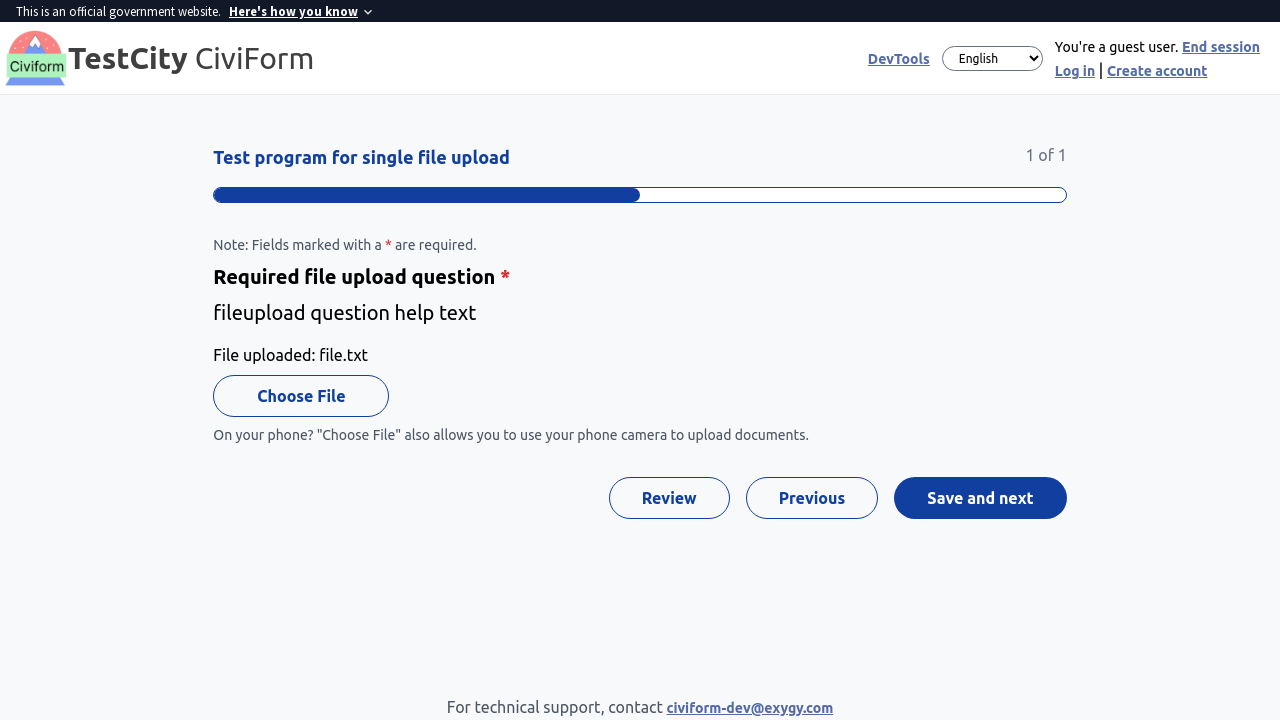 This is an official government website. Here's how you know
Civiform
TestCity CiviForm
DevTools
English
You're a guest user. End session
Log in | Create account
Test program for single file upload
1 of 1
Note: Fields marked with a * are required.
Required file upload question *
fileupload question help text
File uploaded: file.txt
Choose File
On your phone? "Choose File" also allows you to use your phone camera to upload documents.
Review
Previous
Save and next
For technical support, contact civiform-dev@exygy.com